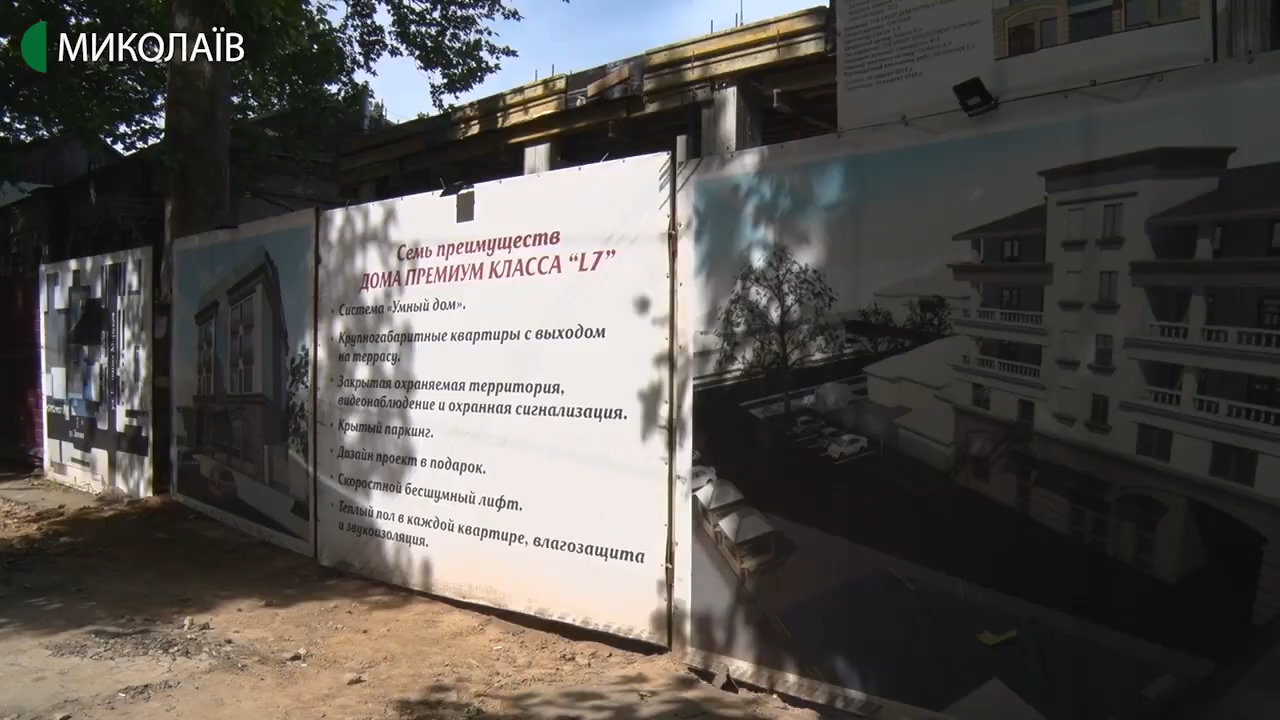 МИКОЛАЇВ
Семь преимуществ
ДОМА ПРЕМИУМ КЛАССА “L7”
• Система «Умный дом».
• Крупногабаритные квартиры с выходом
на террасу.
• Закрытая охраняемая территория,
видеонаблюдение и охранная сигнализация.
• Крытый паркинг.
• Дизайн проект в подарок.
• Скоростной бесшумный лифт.
• Теплый пол в каждой квартире, влагозащита
и звукоизоляция.